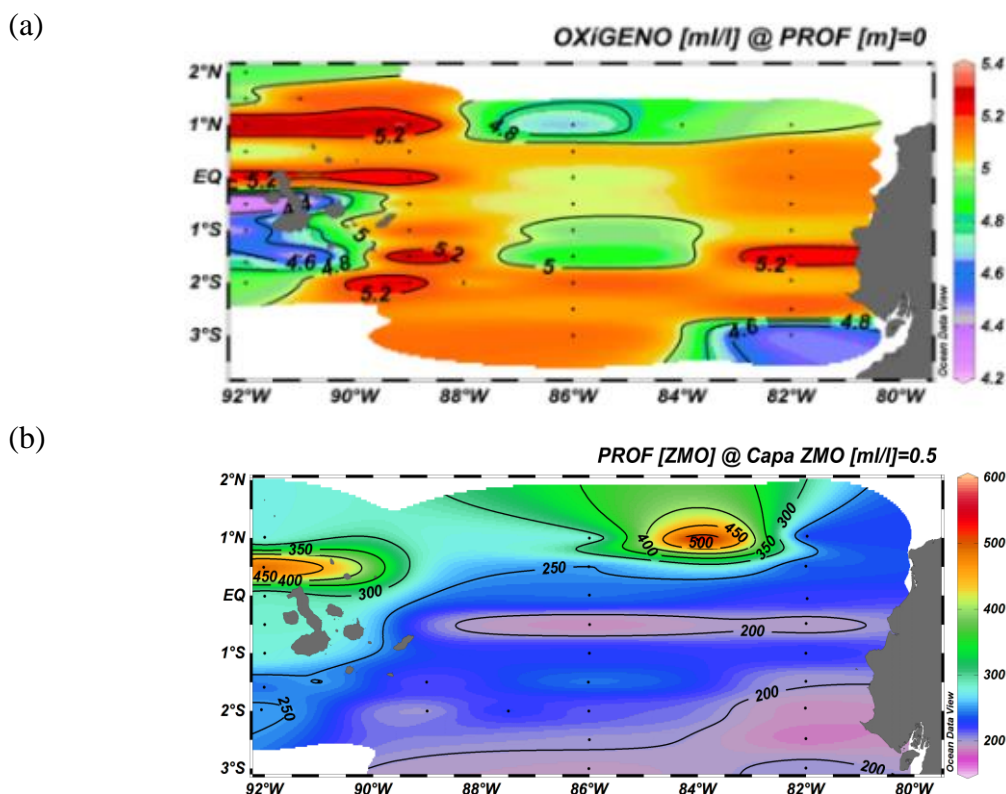 (a)
OXíGENO [ml/l] @ PROF [m]=0
2°N
1°N
EQ
1°S
2°S
3°S
92°W 90°W 88°W 86°W 84°W 82°W 80°W
5.2
4.8
5.2
5
4.6 4.8
5.2
5.2
5
5.2
4.6
4.8
5.4
5.2
5
4.8
4.6
4.4
4.2
Ocean Data View
(b)
PROF [ZMO] @ Capa ZMO [ml/l]=0.5
2°N
1°N
EQ
1°S
2°S
3°S
92°W 90°W 88°W 86°W 84°W 82°W 80°W
350
450 400
300
250
250
400
450
500
350
300
200
200
200
600
500
400
300
200
Ocean Data View